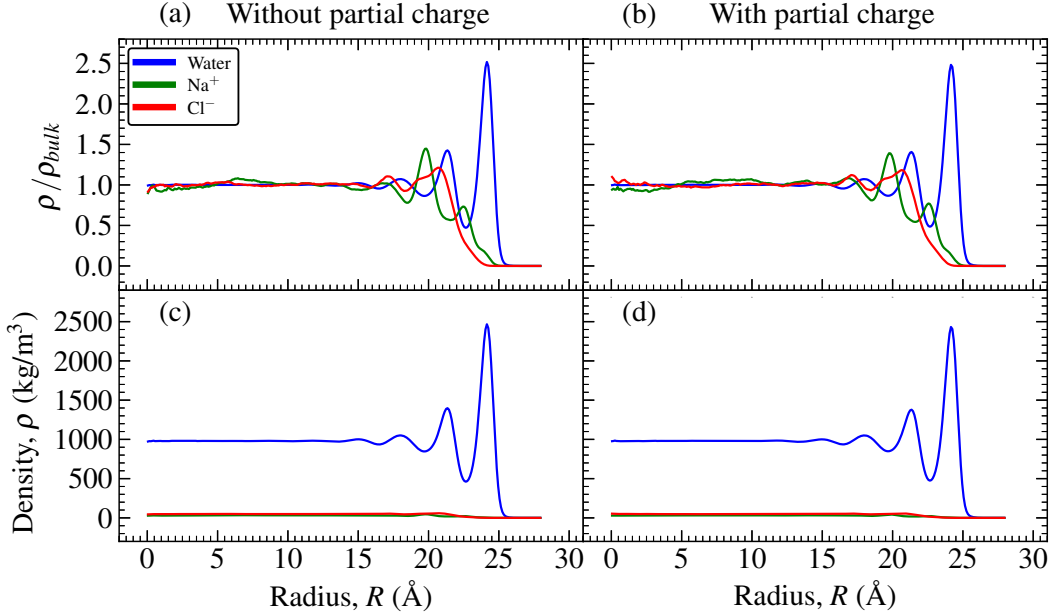 (a) Without partial charge
(b) With partial charge
Water
Na⁺
Cl⁻
ρ/ρ_bulk
2.5
2.0
1.5
1.0
0.5
0.0
(c)
(d)
Density, ρ (kg/m³)
2500
2000
1500
1000
500
0
0 5 10 15 20 25 30
0 5 10 15 20 25 30
Radius, R (Å)
Radius, R (Å)